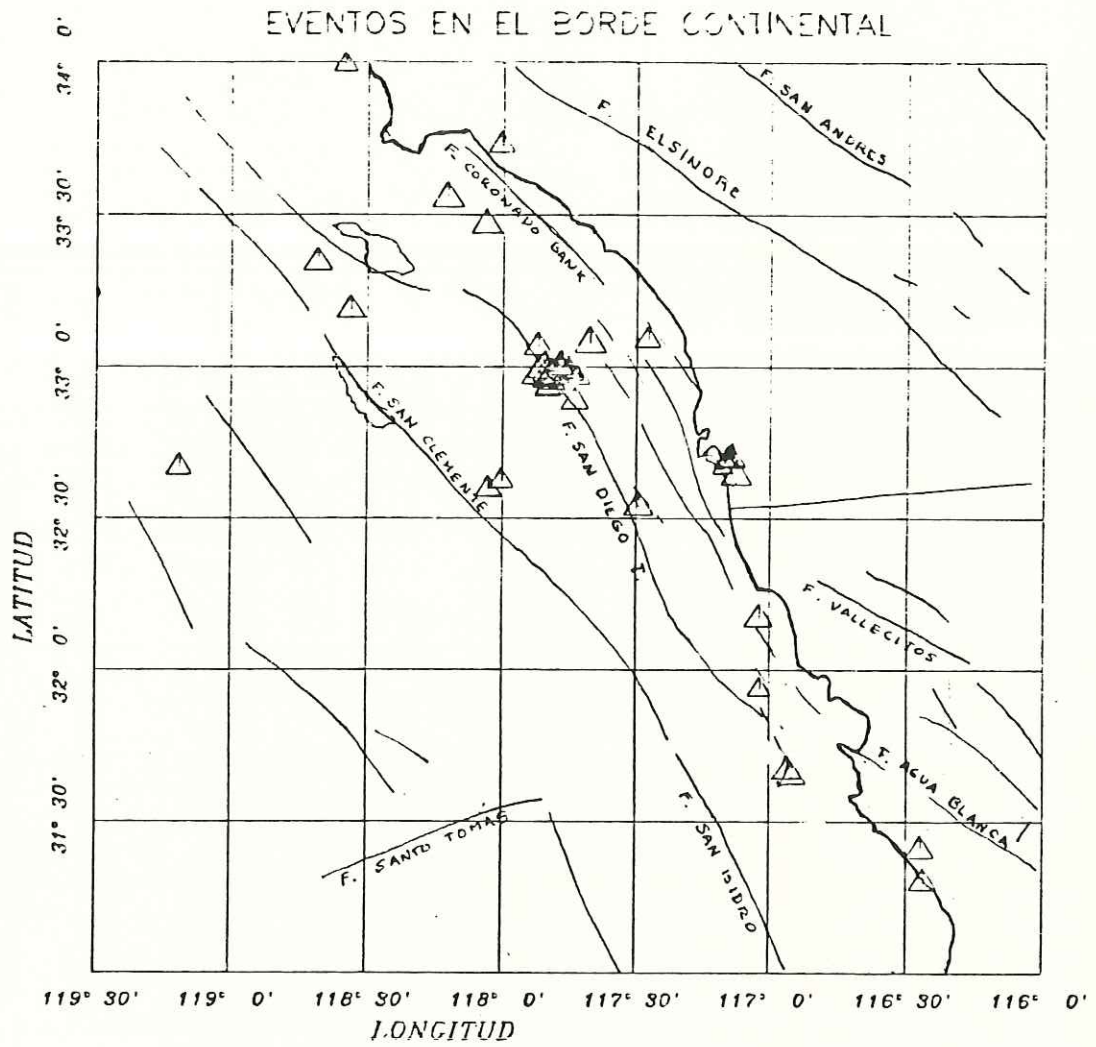 EVENTOS EN EL BORDE CONTINENTAL
34° 0'
33° 30'
33° 0'
32° 30'
32° 0'
31° 30'
LATITUD
F. SAN ANDRES
F. ELSINORE
F. CORONADO BANK
F. SAN CLEMENTE
F. SAN DIEGO T.
F. VALLECITOS
F. AGUA BLANCA
F. SANTO TOMAS
F. SAN ISIDRO
119° 30' 119° 0' 118° 30' 118° 0' 117° 30' 117° 0' 116° 30' 116° 0'
LONGITUD